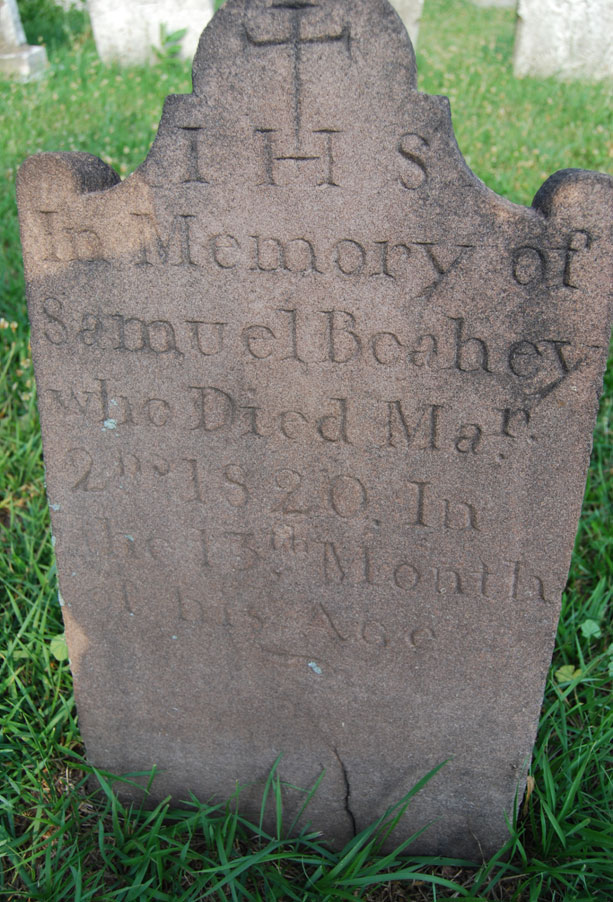 I H S
In Memory of
Samuel Beahey
who Died Mar.
2nd 1820. In
the 13th Month
of his Age